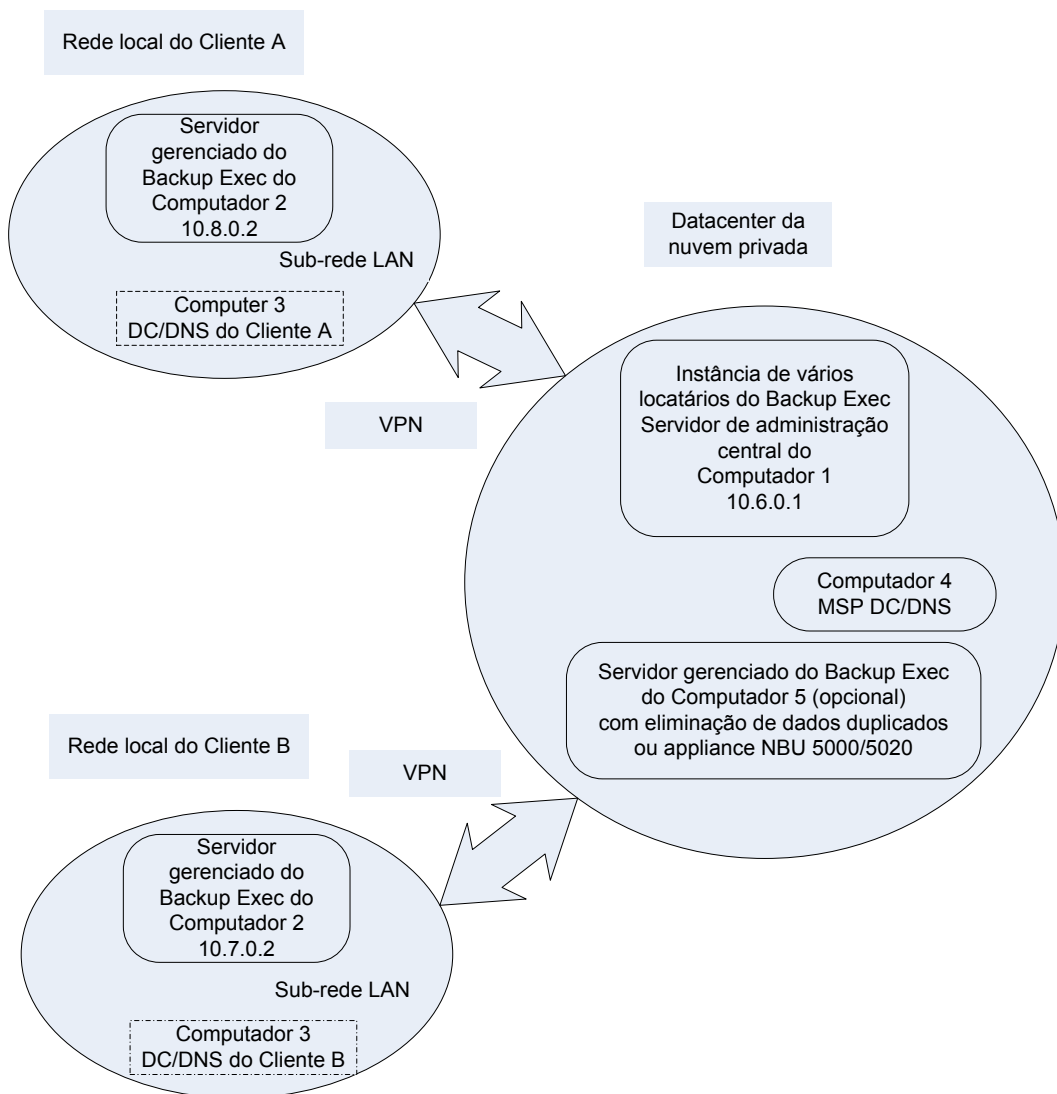 Rede local do Cliente A
Servidor
gerenciado do
Backup Exec do
Computador 2
10.8.0.2
Sub-rede LAN
Computer 3
DC/DNS do Cliente A
VPN
Datacenter da
nuvem privada
Instância de vários
locatários do Backup Exec
Servidor de administração
central do
Computador 1
10.6.0.1
Computador 4
MSP DC/DNS
Servidor gerenciado do Backup Exec
do Computador 5 (opcional)
com eliminação de dados duplicados
ou appliance NBU 5000/5020
Rede local do Cliente B
VPN
Servidor
gerenciado do
Backup Exec do
Computador 2
10.7.0.2
Sub-rede LAN
Computador 3
DC/DNS do Cliente B